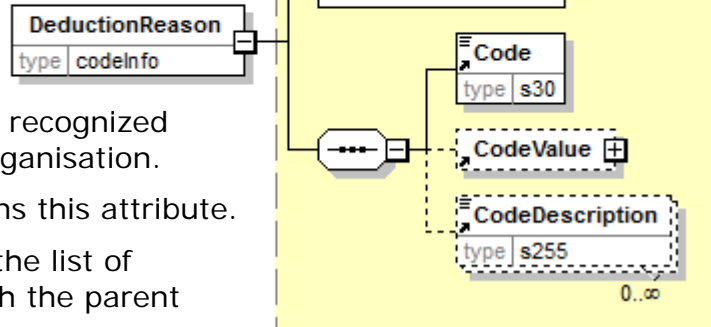 DeductionReason
type codeInfo
Code
type s30
recognized
ganisation.
CodeValue
ns this attribute.
CodeDescription
type s255
the list of
h the parent
0..∞